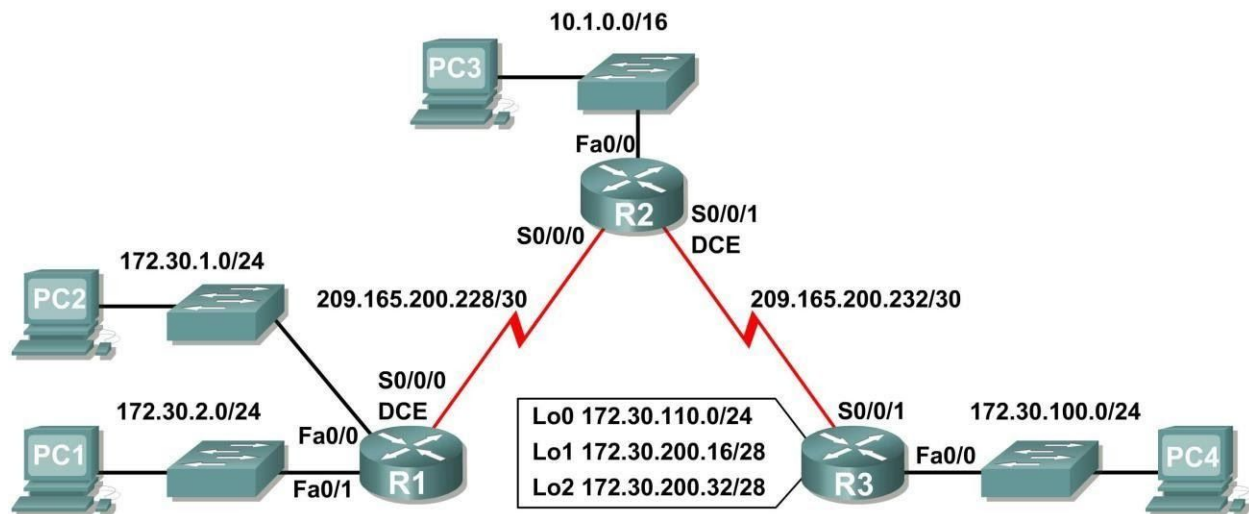 10.1.0.0/16
PC3
Fa0/0
R2
S0/0/0
S0/0/1
DCE
172.30.1.0/24
PC2
209.165.200.228/30
209.165.200.232/30
S0/0/0
DCE
172.30.2.0/24
Fa0/0
PC1
Fa0/1
R1
Lo0 172.30.110.0/24
Lo1 172.30.200.16/28
Lo2 172.30.200.32/28
S0/0/1
172.30.100.0/24
Fa0/0
R3
PC4